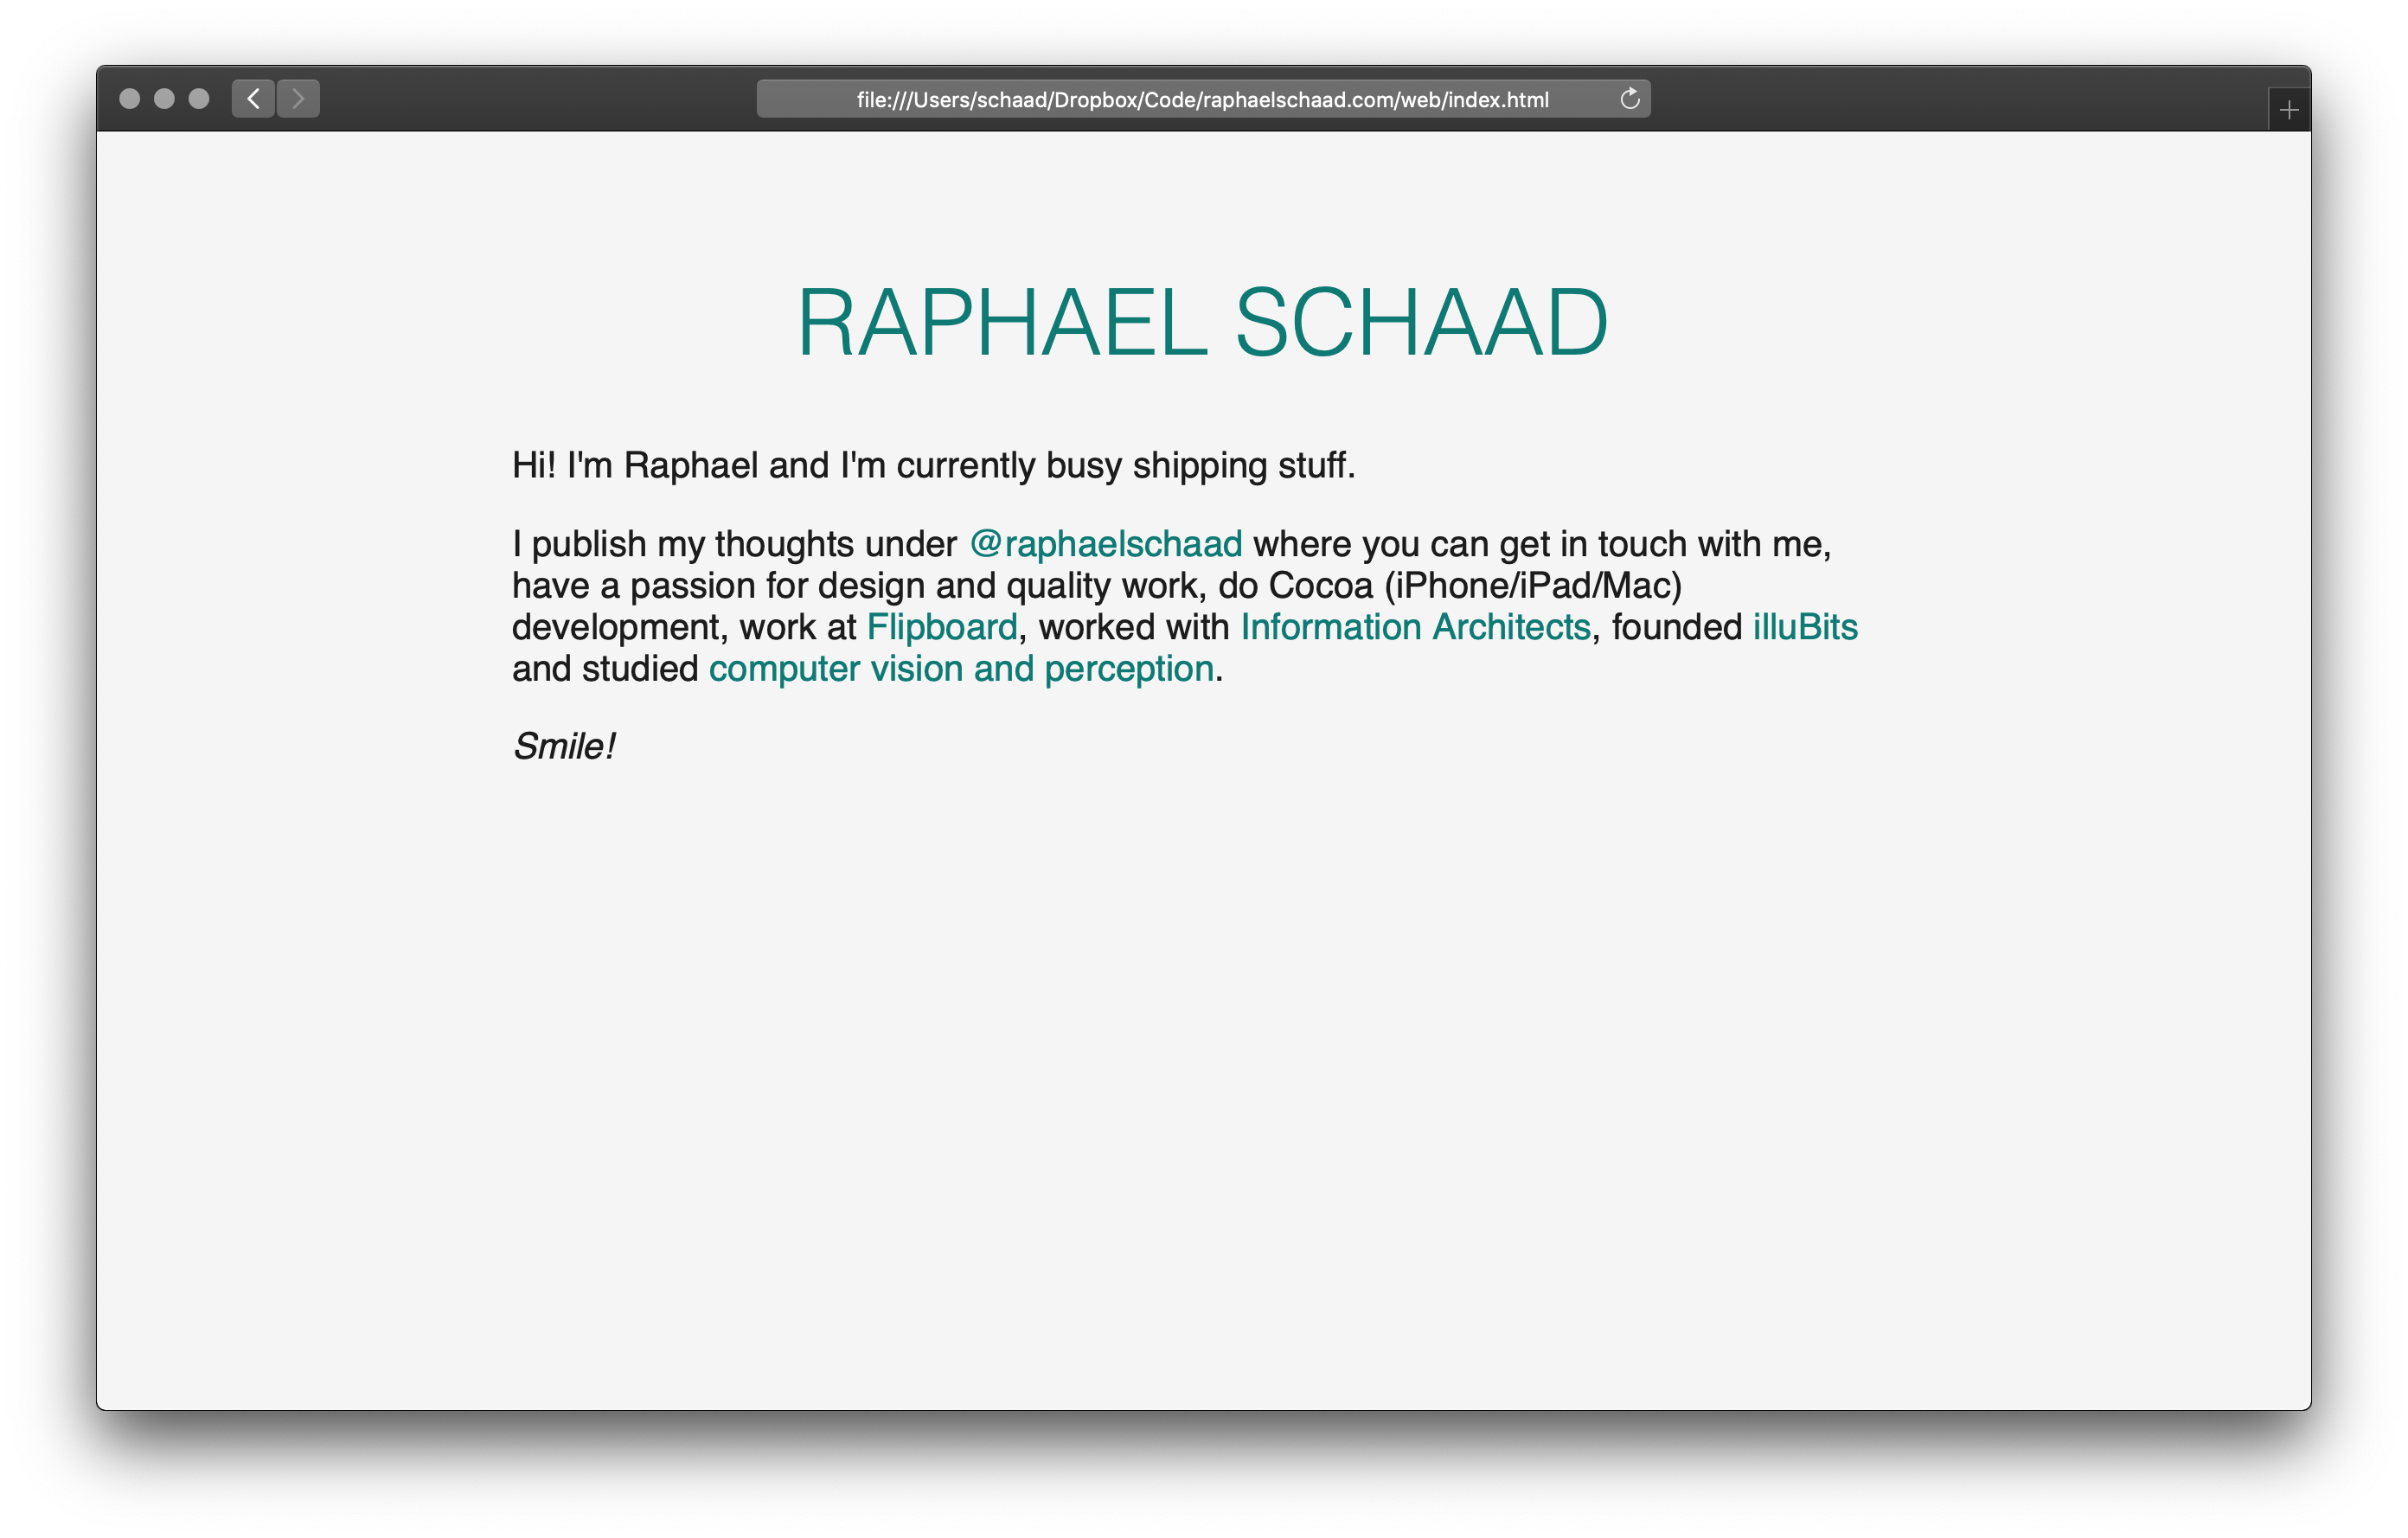 file:///Users/schaad/Dropbox/Code/raphaelschaad.com/web/index.html
RAPHAEL SCHAAD
Hi! I'm Raphael and I'm currently busy shipping stuff.
I publish my thoughts under @raphaelschaad where you can get in touch with me,
have a passion for design and quality work, do Cocoa (iPhone/iPad/Mac)
development, work at Flipboard, worked with Information Architects, founded illuBits
and studied computer vision and perception.
Smile!